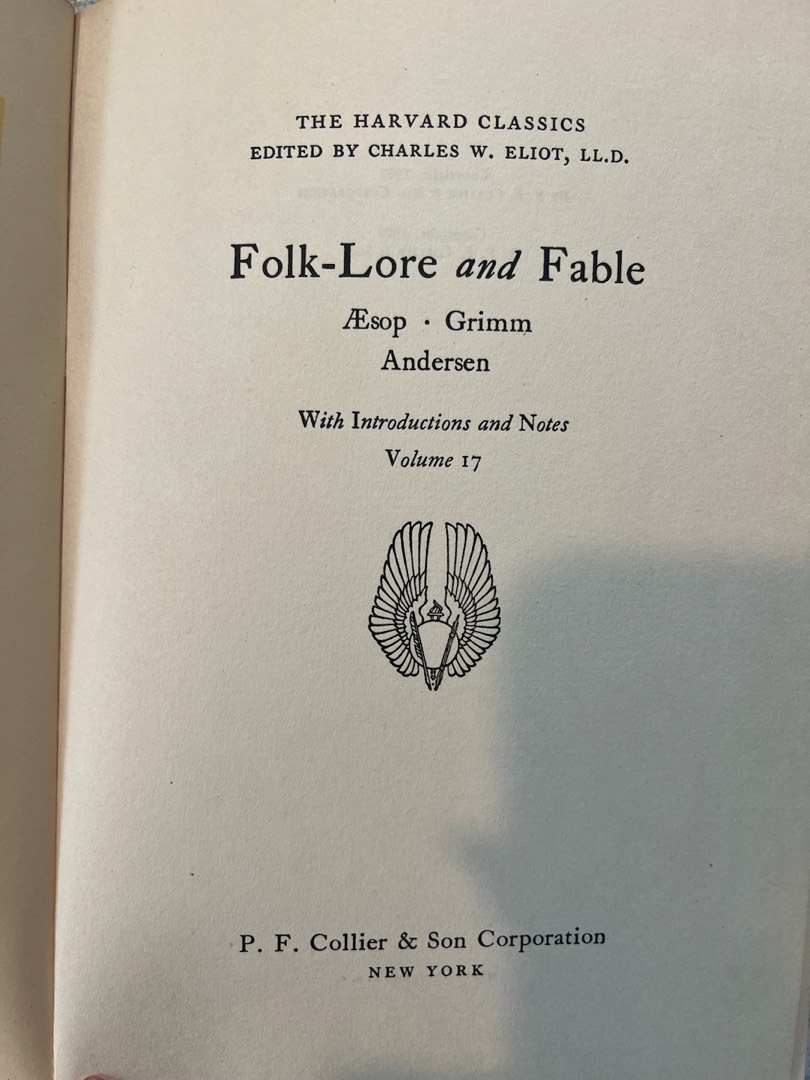 THE HARVARD CLASSICS
EDITED BY CHARLES W. ELIOT, LL.D.
Folk-Lore and Fable
Æsop · Grimm
Andersen
With Introductions and Notes
Volume 17
P. F. Collier & Son Corporation
NEW YORK